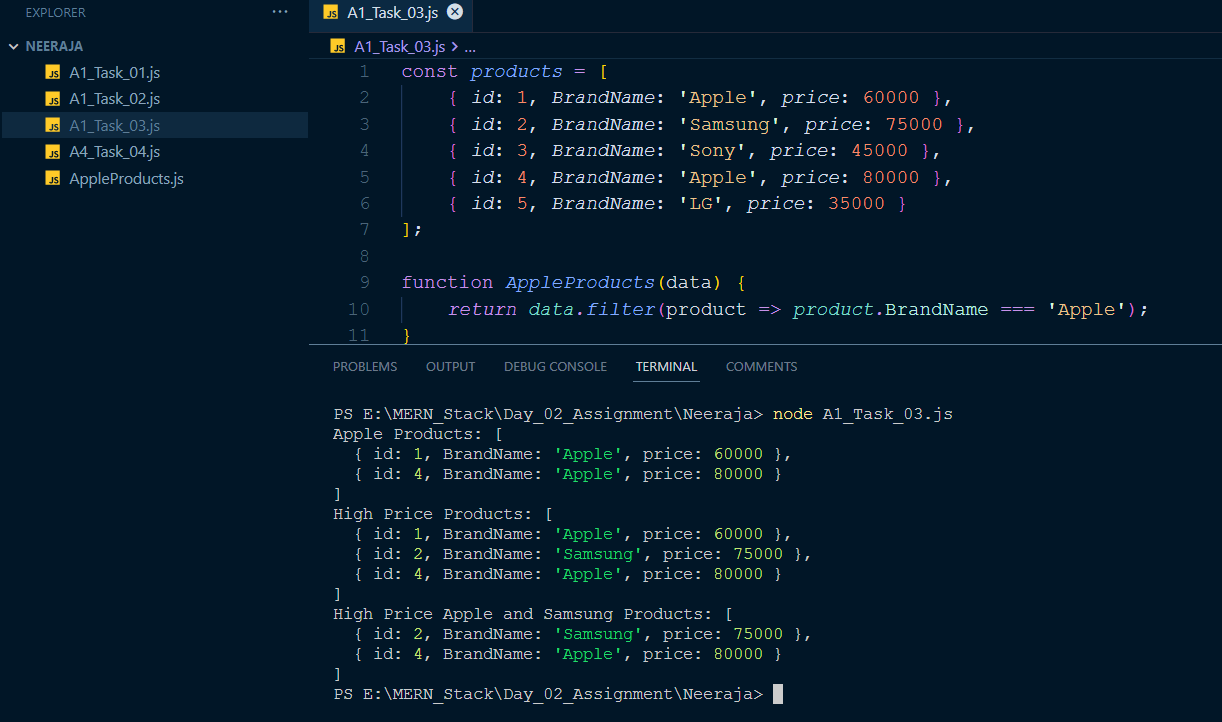 EXPLORER
...
NEERAJA
JS A1_Task_01.js
JS A1_Task_02.js
JS A1_Task_03.js
JS A4_Task_04.js
JS AppleProducts.js
JS A1_Task_03.js
JS A1_Task_03.js > ...
1 const products = [
2 { id: 1, BrandName: 'Apple', price: 60000 },
3 { id: 2, BrandName: 'Samsung', price: 75000 },
4 { id: 3, BrandName: 'Sony', price: 45000 },
5 { id: 4, BrandName: 'Apple', price: 80000 },
6 { id: 5, BrandName: 'LG', price: 35000 }
7 ];
8
9 function AppleProducts(data) {
10 return data.filter(product => product.BrandName === 'Apple');
11 }
PROBLEMS OUTPUT DEBUG CONSOLE TERMINAL COMMENTS
PS E:\MERN_Stack\Day_02_Assignment\Neeraja> node A1_Task_03.js
Apple Products: [
{ id: 1, BrandName: 'Apple', price: 60000 },
{ id: 4, BrandName: 'Apple', price: 80000 }
]
High Price Products: [
{ id: 1, BrandName: 'Apple', price: 60000 },
{ id: 2, BrandName: 'Samsung', price: 75000 },
{ id: 4, BrandName: 'Apple', price: 80000 }
]
High Price Apple and Samsung Products: [
{ id: 2, BrandName: 'Samsung', price: 75000 },
{ id: 4, BrandName: 'Apple', price: 80000 }
]
PS E:\MERN_Stack\Day_02_Assignment\Neeraja>